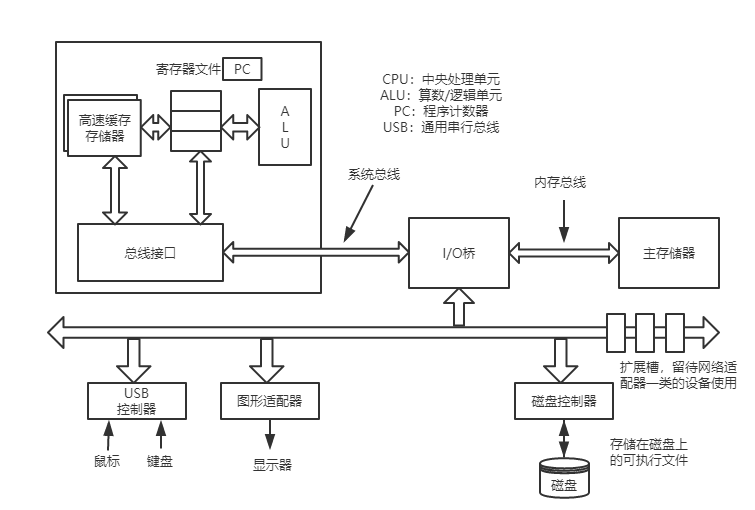 寄存器文件
PC
CPU：中央处理单元
ALU：算数/逻辑单元
PC：程序计数器
USB：通用串行总线
高速缓存
存储器
A
L
U
系统总线
内存总线
总线接口
I/O桥
主存储器
扩展槽，留待网络适
配器一类的设备使用
USB
控制器
图形适配器
磁盘控制器
鼠标
键盘
显示器
存储在磁盘上
的可执行文件
磁盘